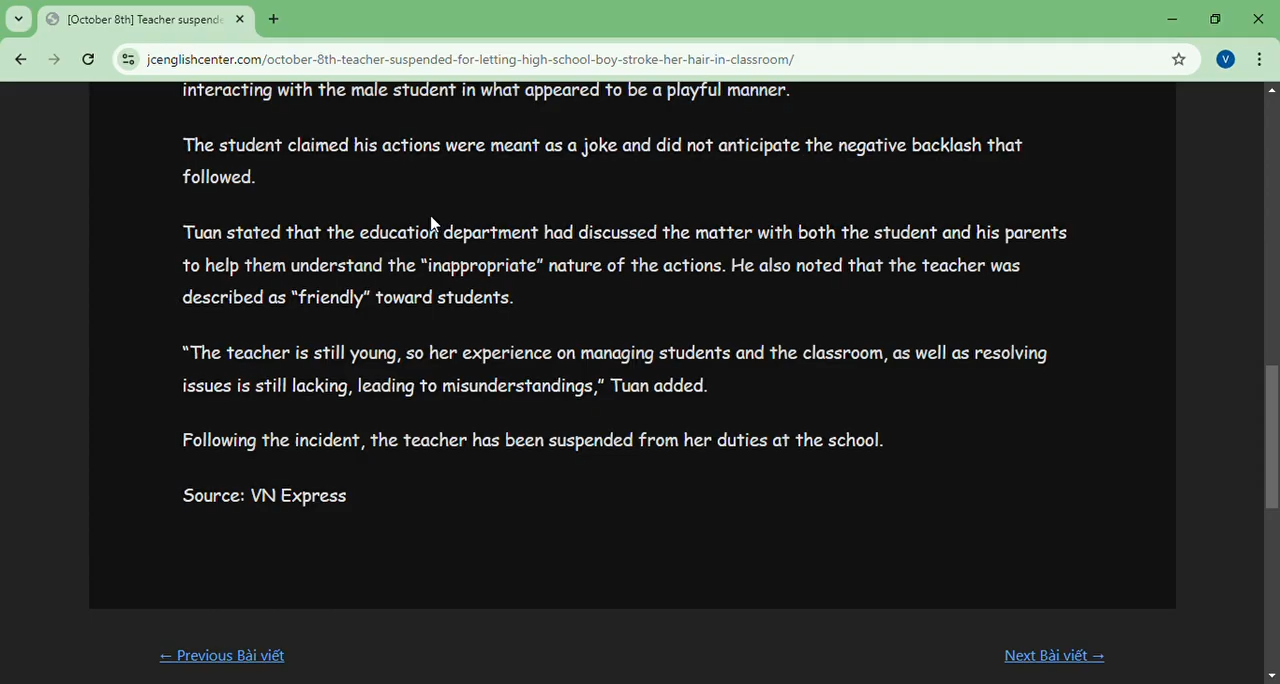 [October 8th] Teacher suspende
jcenglishcenter.com/october-8th-teacher-suspended-for-letting-high-school-boy-stroke-her-hair-in-classroom/
V
interacting with the male student in what appeared to be a playful manner.
The student claimed his actions were meant as a joke and did not anticipate the negative backlash that
followed.
Tuan stated that the education department had discussed the matter with both the student and his parents
to help them understand the “inappropriate” nature of the actions. He also noted that the teacher was
described as “friendly” toward students.
“The teacher is still young, so her experience on managing students and the classroom, as well as resolving
issues is still lacking, leading to misunderstandings,” Tuan added.
Following the incident, the teacher has been suspended from her duties at the school.
Source: VN Express
← Previous Bài viết
Next Bài viết →